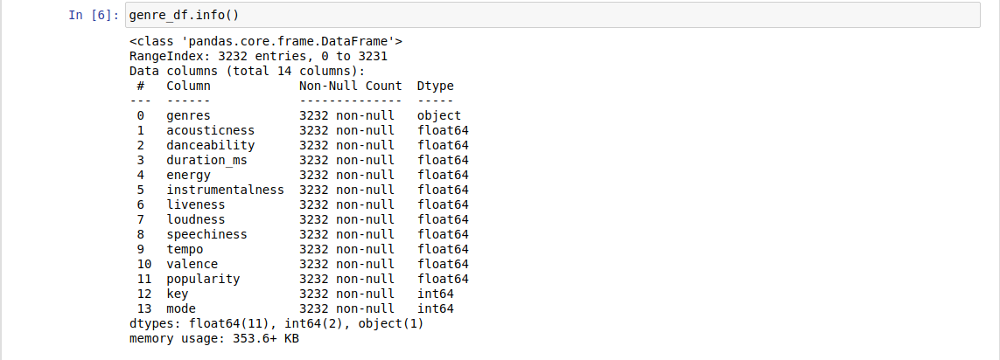 In [6]: genre_df.info()
<class 'pandas.core.frame.DataFrame'>
RangeIndex: 3232 entries, 0 to 3231
Data columns (total 14 columns):
 #   Column            Non-Null Count  Dtype
---  ------            --------------  -----
 0   genres            3232 non-null   object
 1   acousticness      3232 non-null   float64
 2   danceability      3232 non-null   float64
 3   duration_ms       3232 non-null   float64
 4   energy            3232 non-null   float64
 5   instrumentalness  3232 non-null   float64
 6   liveness          3232 non-null   float64
 7   loudness          3232 non-null   float64
 8   speechiness       3232 non-null   float64
 9   tempo             3232 non-null   float64
 10  valence           3232 non-null   float64
 11  popularity        3232 non-null   float64
 12  key               3232 non-null   int64
 13  mode              3232 non-null   int64
dtypes: float64(11), int64(2), object(1)
memory usage: 353.6+ KB